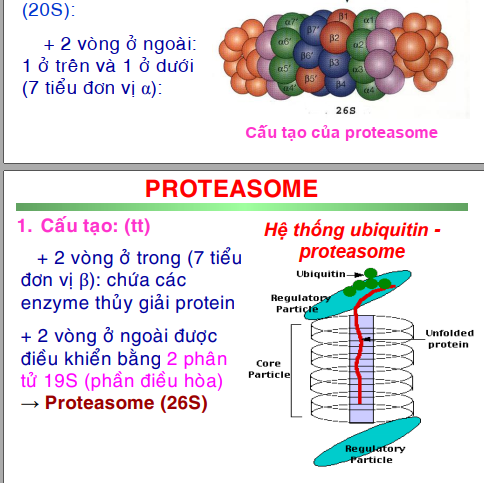 (20S):
+ 2 vòng ở ngoài:
1 ở trên và 1 ở dưới
(7 tiểu đơn vị α):
α7' β1 α1
α6' β7' β2 α2
α5' β6' β3 α3
α4' β5' β4 α4
26S
Cấu tạo của proteasome
PROTEASOME
1. Cấu tạo: (tt)
+ 2 vòng ở trong (7 tiểu
đơn vị β): chứa các
enzyme thủy giải protein
+ 2 vòng ở ngoài được
điều khiển bằng 2 phân
tử 19S (phần điều hòa)
→ Proteasome (26S)
Hệ thống ubiquitin -
proteasome
Ubiquitin
Regulatory
Particle
Unfolded
protein
Core
Particle
Regulatory
Particle